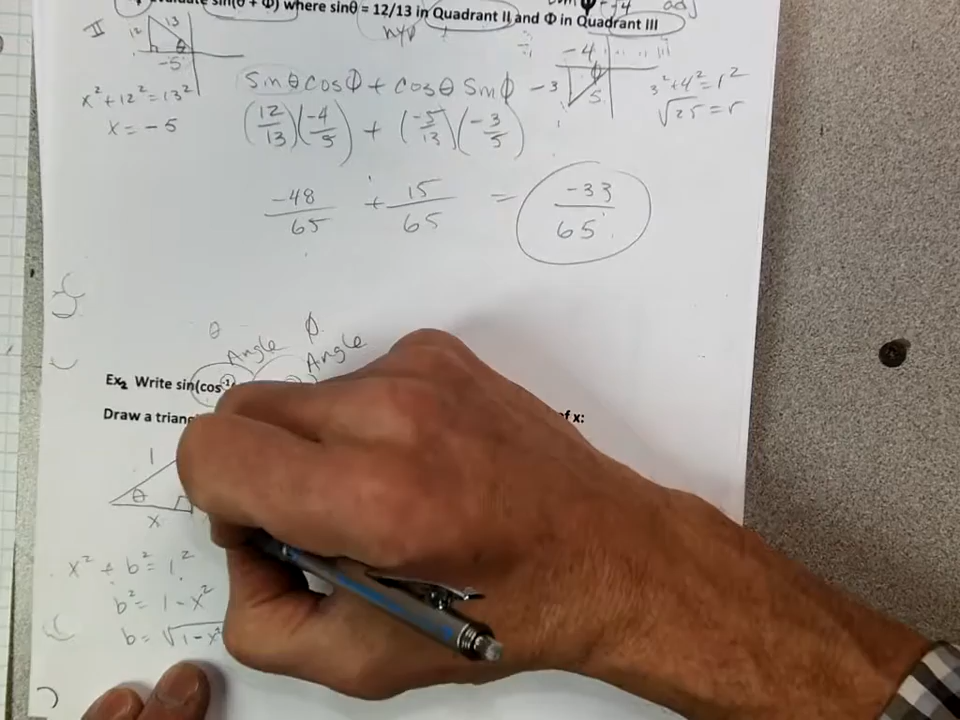 sin(θ + Φ) where sinθ = 12/13 in Quadrant II and Φ in Quadrant III
adj
hyp
II
13
12
θ
-5
-4
-3
5
x² + 12² = 13²
x = -5
sinθcosϕ + cosθ sinϕ
3² + 4² = r²
√25 = r
(12/13)(-4/5) + (-5/13)(-3/5)
-48/65 + 15/65 = -33/65
θ ϕ
Angle Angle
Ex2 Write sin(cos⁻¹
Draw a triang
of x:
1
θ
x
x² + b² = 1²
b² = 1 - x²
b = √1-x²